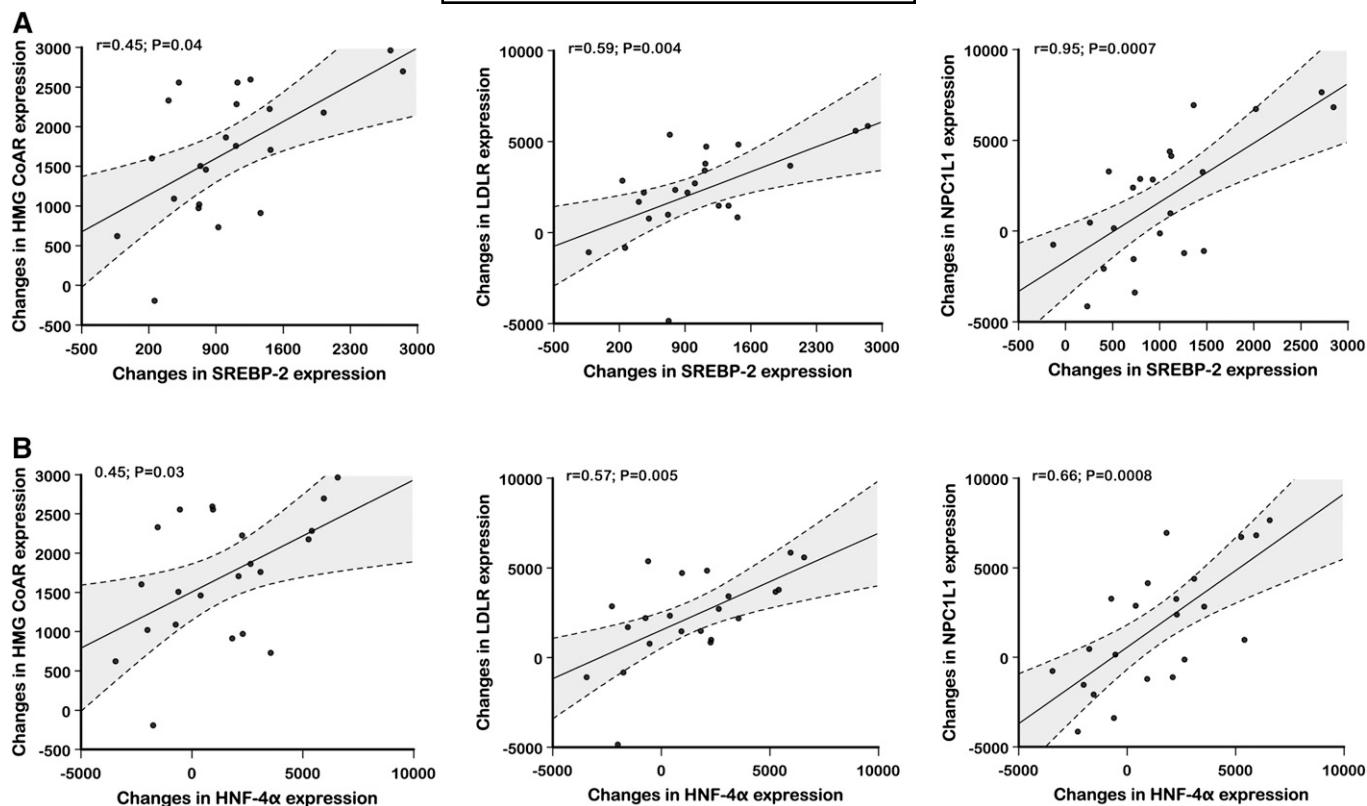 A
r=0.45; P=0.04
Changes in HMG CoAR expression
3000
2500
2000
1500
1000
500
0
-500
-500 200 900 1600 2300 3000
Changes in SREBP-2 expression
r=0.59; P=0.004
Changes in LDLR expression
10000
5000
0
-5000
-500 200 900 1600 2300 3000
Changes in SREBP-2 expression
r=0.95; P=0.0007
Changes in NPC1L1 expression
10000
5000
0
-5000
-500 0 500 1000 1500 2000 2500 3000
Changes in SREBP-2 expression
B
0.45; P=0.03
Changes in HMG CoAR expression
3000
2500
2000
1500
1000
500
0
-500
-5000 0 5000 10000
Changes in HNF-4α expression
r=0.57; P=0.005
Changes in LDLR expression
10000
5000
0
-5000
-5000 0 5000 10000
Changes in HNF-4α expression
r=0.66; P=0.0008
Changes in NPC1L1 expression
10000
5000
0
-5000
-5000 0 5000 10000
Changes in HNF-4α expression